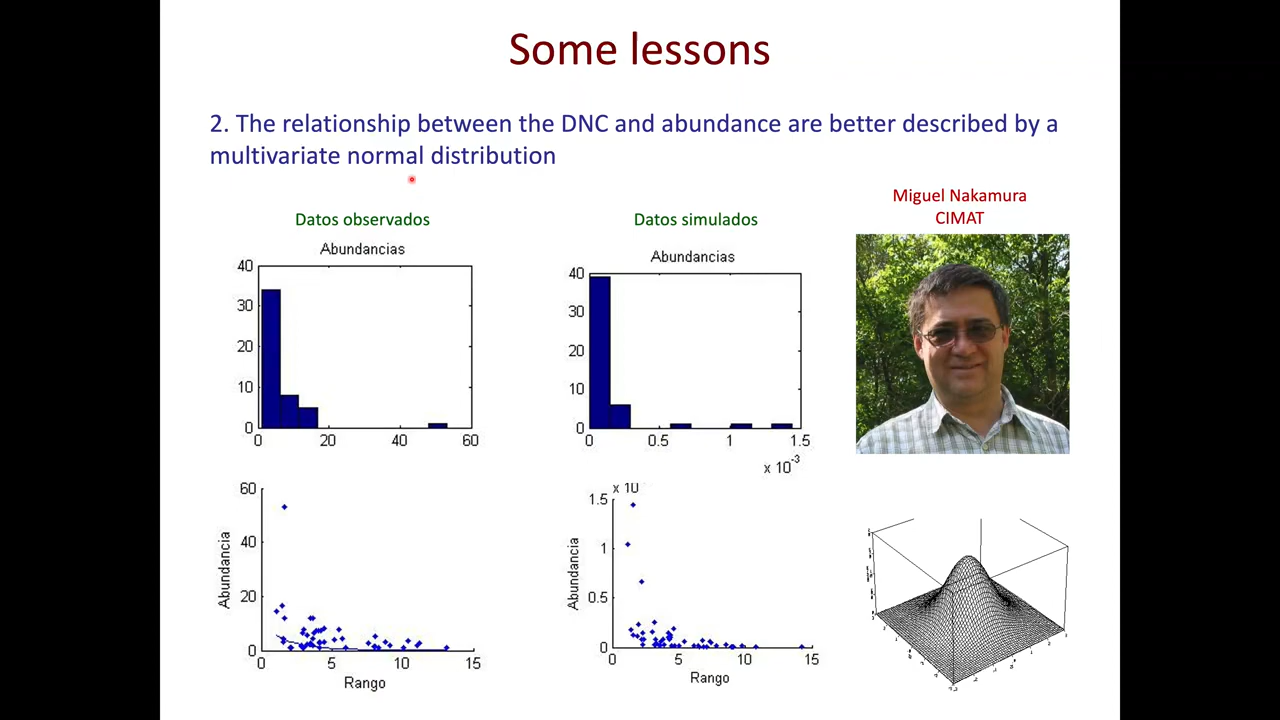 Some lessons
2. The relationship between the DNC and abundance are better described by a
multivariate normal distribution
Datos observados
Abundancias
40
30
20
10
0
0 20 40 60
Datos simulados
Abundancias
40
30
20
10
0
0 0.5 1 1.5
x 10-3
Miguel Nakamura
CIMAT
60
40
20
0
Abundancia
0 5 10 15
Rango
x 10
1.5
1
0.5
0
Abundancia
0 5 10 15
Rango